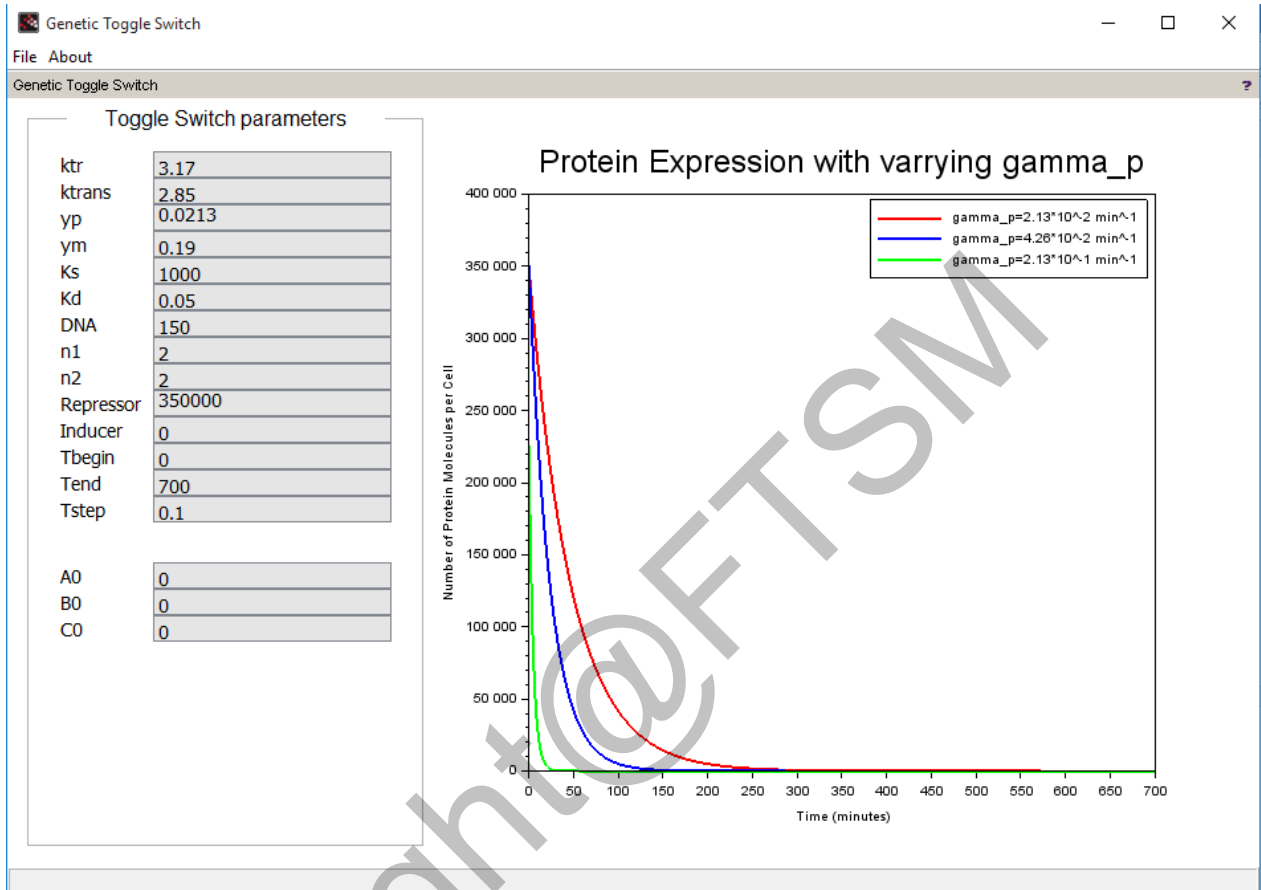 Genetic Toggle Switch
File About
Genetic Toggle Switch ?
Toggle Switch parameters
ktr 3.17
ktrans 2.85
yp 0.0213
ym 0.19
Ks 1000
Kd 0.05
DNA 150
n1 2
n2 2
Repressor 350000
Inducer 0
Tbegin 0
Tend 700
Tstep 0.1
A0 0
B0 0
C0 0
Protein Expression with varrying gamma_p
gamma_p=2.13*10^-2 min^-1
gamma_p=4.26*10^-2 min^-1
gamma_p=2.13*10^-1 min^-1
Number of Protein Molecules per Cell
400 000
350 000
300 000
250 000
200 000
150 000
100 000
50 000
0
0 50 100 150 200 250 300 350 400 450 500 550 600 650 700
Time (minutes)
ght@FTSM